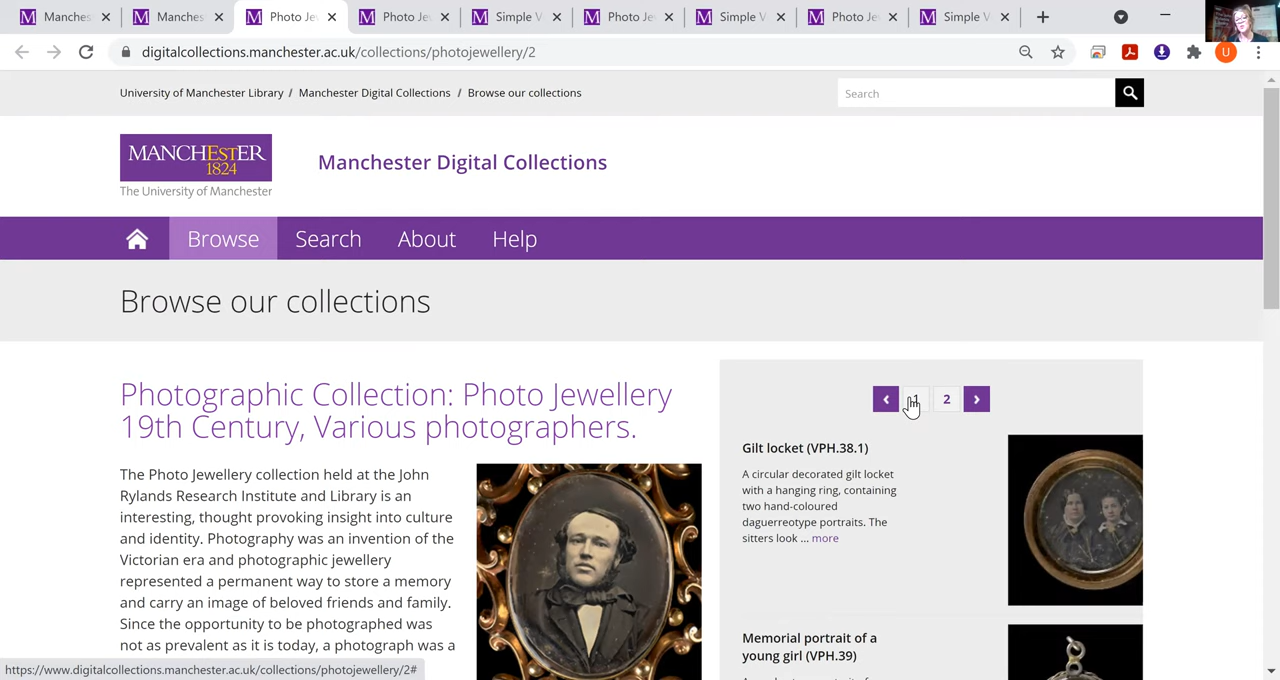 Manches
Manches
Photo Je
Photo Je
Simple V
Photo Je
Simple V
Photo Je
Simple V
digitalcollections.manchester.ac.uk/collections/photojewellery/2
U
University of Manchester Library / Manchester Digital Collections / Browse our collections
Search
MANCHESTER
1824
The University of Manchester
Manchester Digital Collections
Browse
Search
About
Help
Browse our collections
Photographic Collection: Photo Jewellery
19th Century, Various photographers.
The Photo Jewellery collection held at the John
Rylands Research Institute and Library is an
interesting, thought provoking insight into culture
and identity. Photography was an invention of the
Victorian era and photographic jewellery
represented a permanent way to store a memory
and carry an image of beloved friends and family.
Since the opportunity to be photographed was
not as prevalent as it is today, a photograph was a
‹ 1 2 ›
Gilt locket (VPH.38.1)
A circular decorated gilt locket
with a hanging ring, containing
two hand-coloured
daguerreotype portraits. The
sitters look ... more
Memorial portrait of a
young girl (VPH.39)
https://www.digitalcollections.manchester.ac.uk/collections/photojewellery/2#